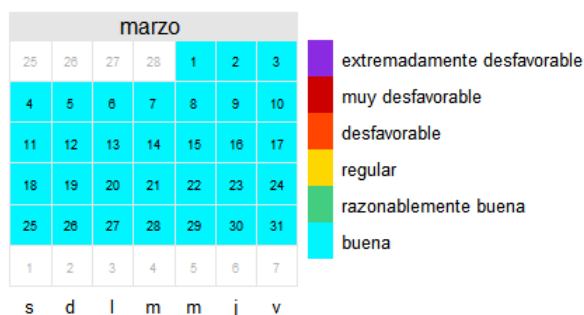 marzo
25 26 27 28 1 2 3
4 5 6 7 8 9 10
11 12 13 14 15 16 17
18 19 20 21 22 23 24
25 26 27 28 29 30 31
1 2 3 4 5 6 7
s d l m m j v
extremadamente desfavorable
muy desfavorable
desfavorable
regular
razonablemente buena
buena